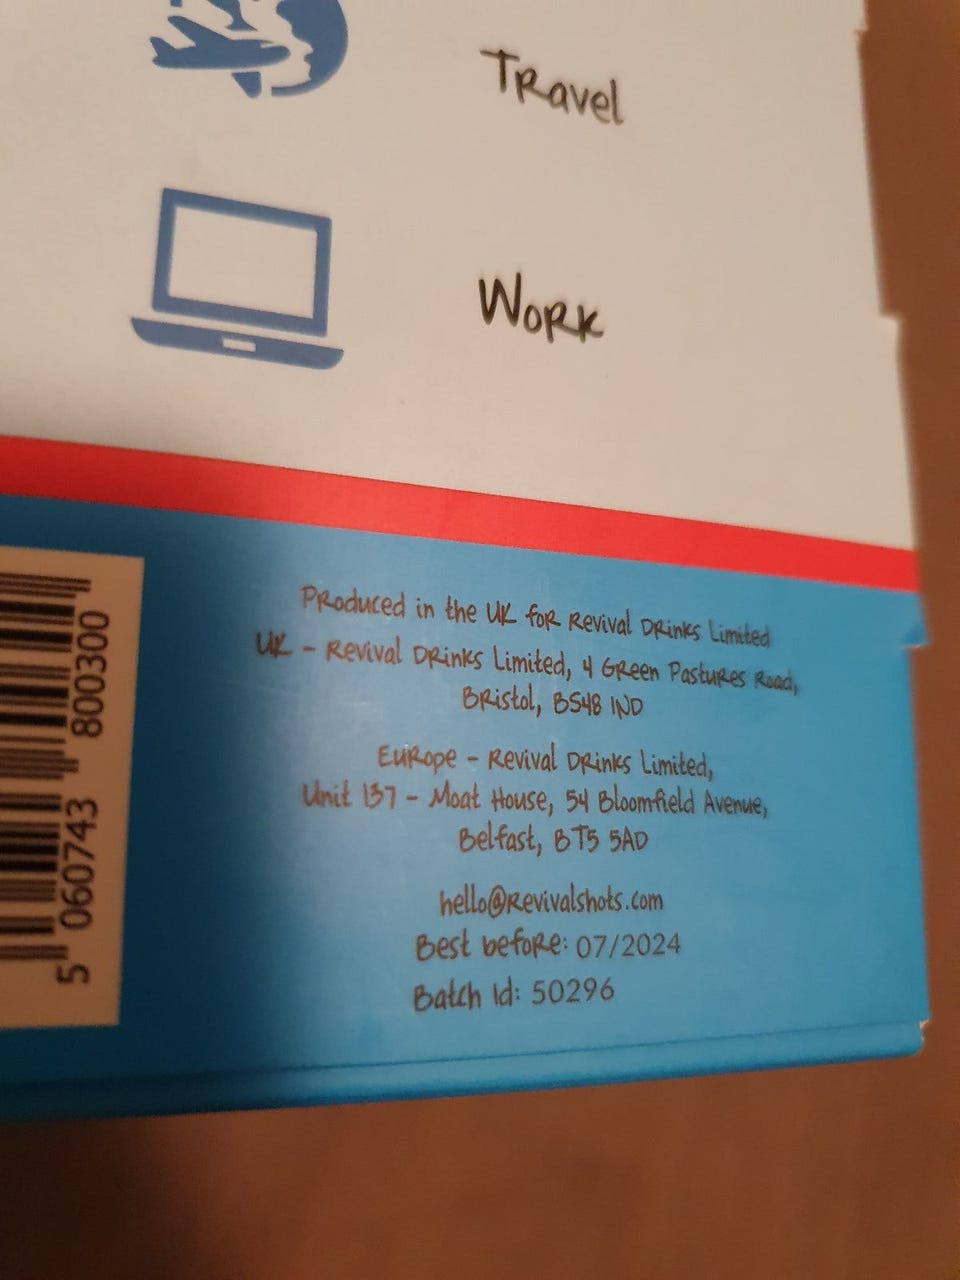 Travel
Work
Produced in the UK for Revival Drinks Limited
UK - Revival Drinks Limited, 4 Green Pastures Road,
Bristol, BS48 1ND
Europe - Revival Drinks Limited,
Unit 137 - Moat House, 54 Bloomfield Avenue,
Belfast, BT5 5AD
hello@revivalshots.com
Best before: 07/2024
Batch Id: 50296
5 060743 800300